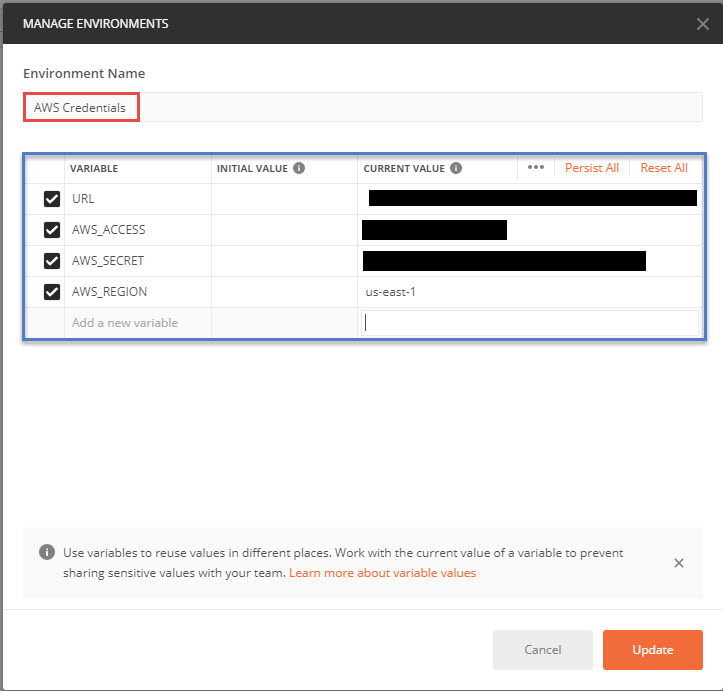 MANAGE ENVIRONMENTS
Environment Name
AWS Credentials
VARIABLE INITIAL VALUE CURRENT VALUE Persist All Reset All
URL
AWS_ACCESS
AWS_SECRET
AWS_REGION us-east-1
Add a new variable
Use variables to reuse values in different places. Work with the current value of a variable to prevent
sharing sensitive values with your team. Learn more about variable values
Cancel Update